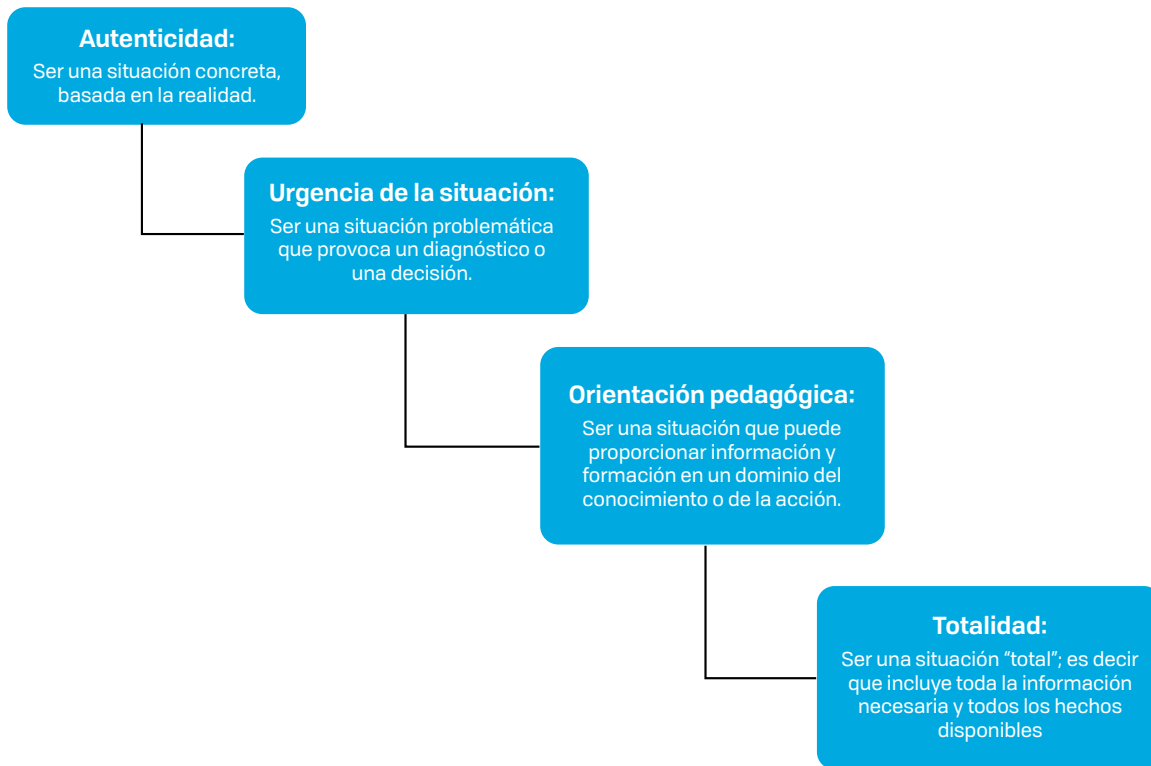 Autenticidad:
Ser una situación concreta,
basada en la realidad.
Urgencia de la situación:
Ser una situación problemática
que provoca un diagnóstico o
una decisión.
Orientación pedagógica:
Ser una situación que puede
proporcionar información y
formación en un dominio del
conocimiento o de la acción.
Totalidad:
Ser una situación “total”; es decir
que incluye toda la información
necesaria y todos los hechos
disponibles